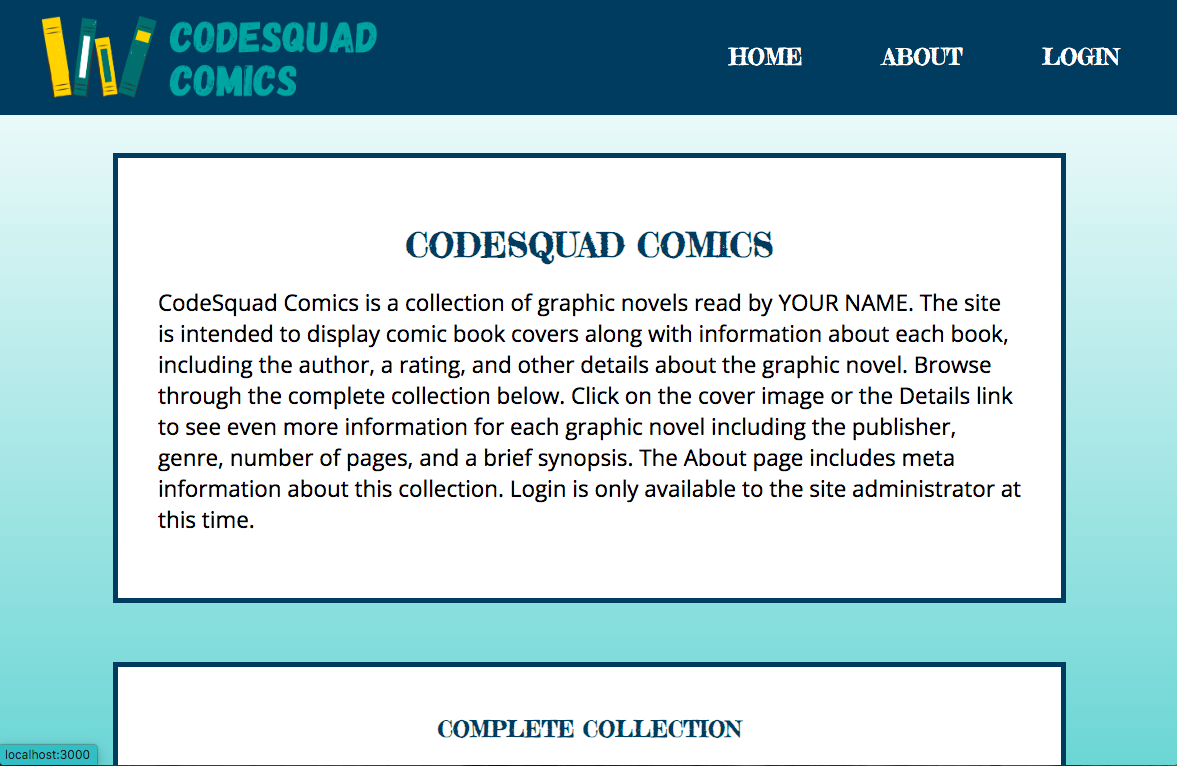 CODESQUAD
COMICS
HOME ABOUT LOGIN
CODESQUAD COMICS
CodeSquad Comics is a collection of graphic novels read by YOUR NAME. The site
is intended to display comic book covers along with information about each book,
including the author, a rating, and other details about the graphic novel. Browse
through the complete collection below. Click on the cover image or the Details link
to see even more information for each graphic novel including the publisher,
genre, number of pages, and a brief synopsis. The About page includes meta
information about this collection. Login is only available to the site administrator at
this time.
COMPLETE COLLECTION
localhost:3000